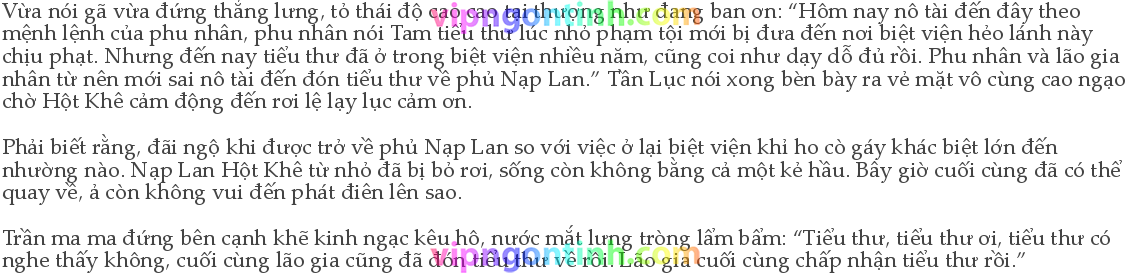 Vừa nói gã vừa đứng thẳng lưng, tỏ thái độ cao cao tại thượng như đang ban ơn: “Hôm nay nô tài đến đây theo
vipngontinh.com
mệnh lệnh của phu nhân, phu nhân nói Tam tiểu thư lúc nhỏ phạm tội mới bị đưa đến nơi biệt viện hẻo lánh này
chịu phạt. Nhưng đến nay tiểu thư đã ở trong biệt viện nhiều năm, cũng coi như dạy dỗ đủ rồi. Phu nhân và lão gia
nhân từ nên mới sai nô tài đến đón tiểu thư về phủ Nạp Lan.” Tần Lục nói xong bèn bày ra vẻ mặt vô cùng cao ngạo
chờ Hột Khê cảm động đến rơi lệ lạy lục cảm ơn.
Phải biết rằng, đãi ngộ khi được trở về phủ Nạp Lan so với việc ở lại biệt viện khỉ ho cò gáy khác biệt lớn đến
nhường nào. Nạp Lan Hột Khê từ nhỏ đã bị bỏ rơi, sống còn không bằng cả một kẻ hầu. Bây giờ cuối cùng đã có thể
quay về, ả còn không vui đến phát điên lên sao.
Trần ma ma đứng bên cạnh khẽ kinh ngạc kêu hô, nước mắt lưng tròng lẩm bẩm: “Tiểu thư, tiểu thư ơi, tiểu thư có
vipngontinh.com
nghe thấy không, cuối cùng lão gia cũng đã đón tiểu thư về rồi. Lão gia cuối cùng chấp nhận tiểu thư rồi.”